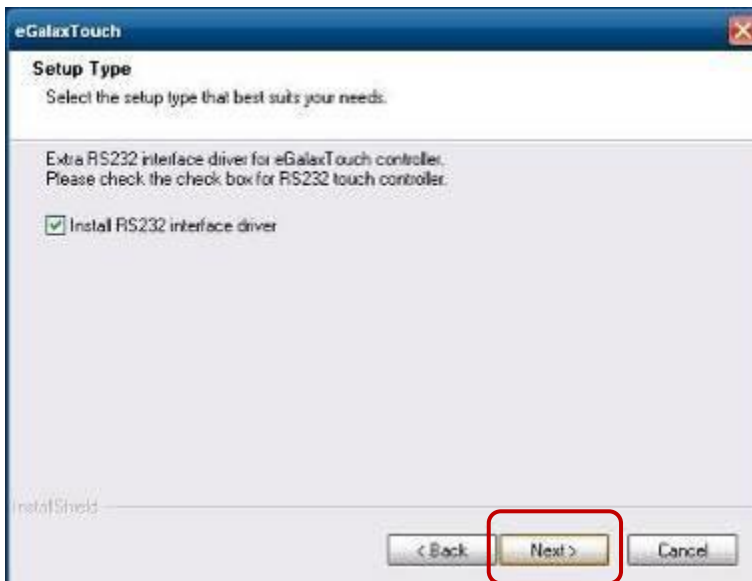 eGalaxTouch
Setup Type
Select the setup type that best suits your needs.
Extra RS232 interface driver for eGalaxTouch controller.
Please check the check box for RS232 touch controller.
Install RS232 interface driver
InstallShield
< Back
Next >
Cancel